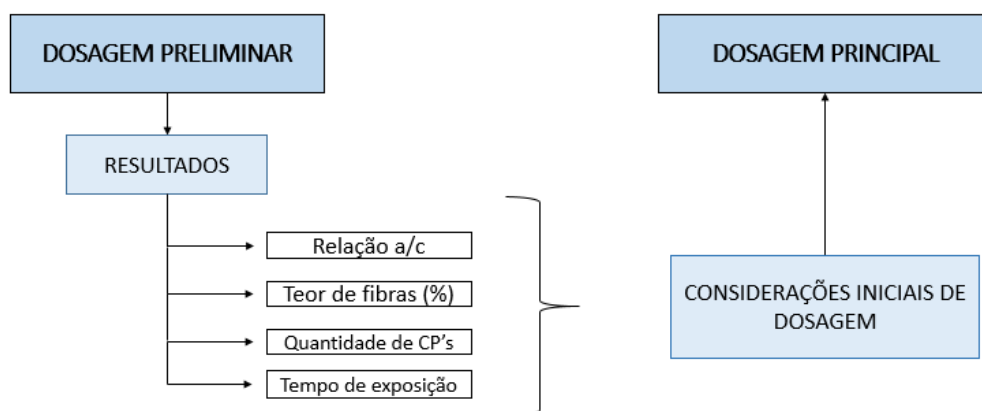 DOSAGEM PRELIMINAR
DOSAGEM PRINCIPAL
RESULTADOS
Relação a/c
Teor de fibras (%)
Quantidade de CP's
Tempo de exposição
CONSIDERAÇÕES INICIAIS DE
DOSAGEM